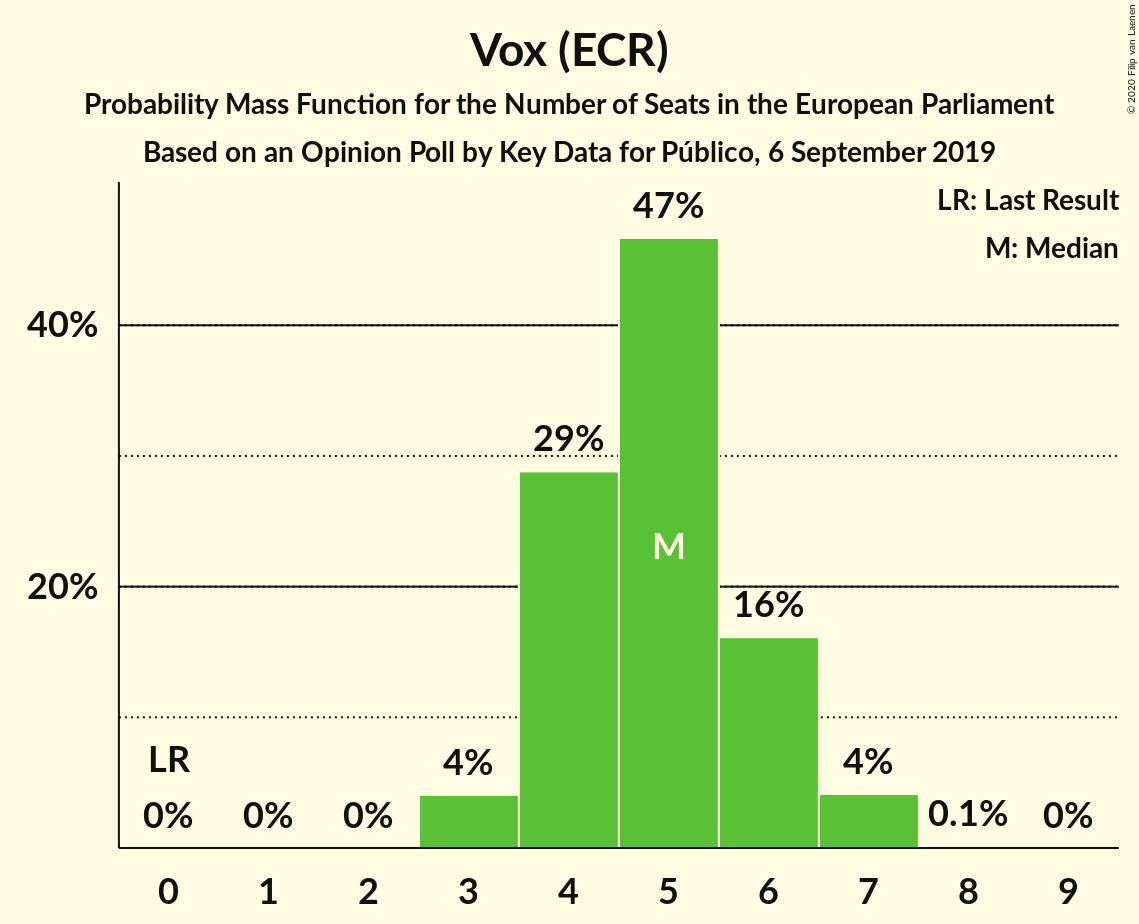 Vox (ECR)
Probability Mass Function for the Number of Seats in the European Parliament
Based on an Opinion Poll by Key Data for Público, 6 September 2019
© 2020 Filip van Laenen
LR: Last Result
M: Median
47%
40%
29%
M
20%
16%
LR
4%
4%
0%
0%
0%
0.1%
0%
0
1
2
3
4
5
6
7
8
9